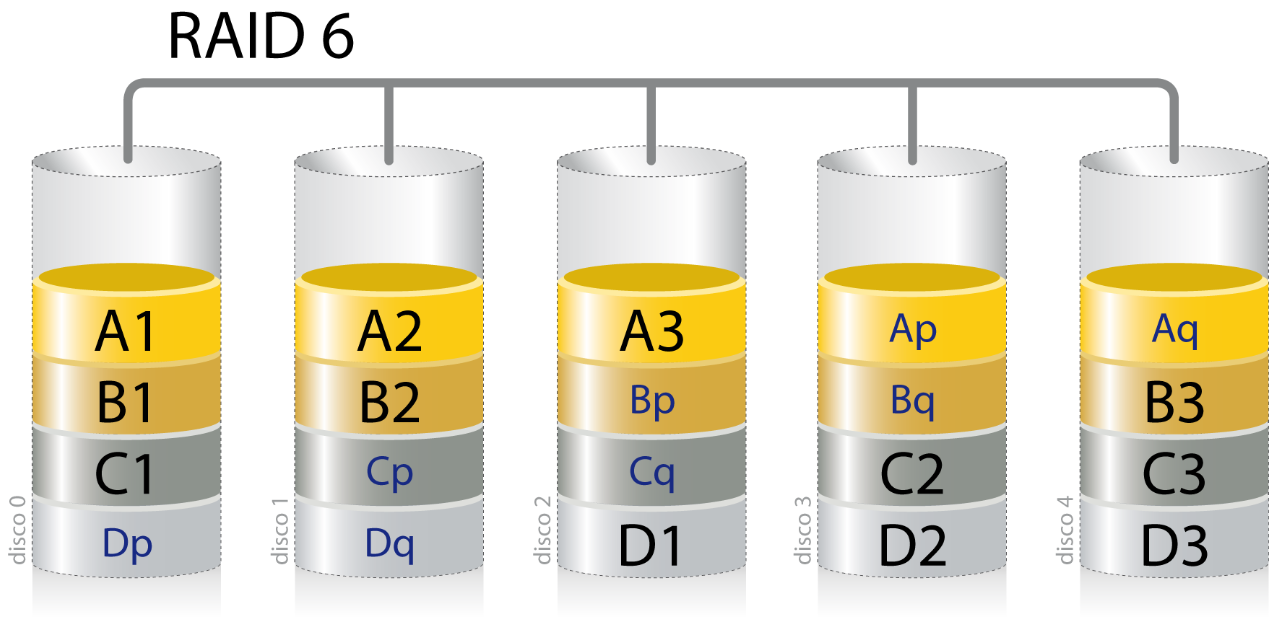 RAID 6
A1 A2 A3 Ap Aq
B1 B2 Bp Bq B3
C1 Cp Cq C2 C3
Dp Dq D1 D2 D3
disco 0 disco 1 disco 2 disco 3 disco 4